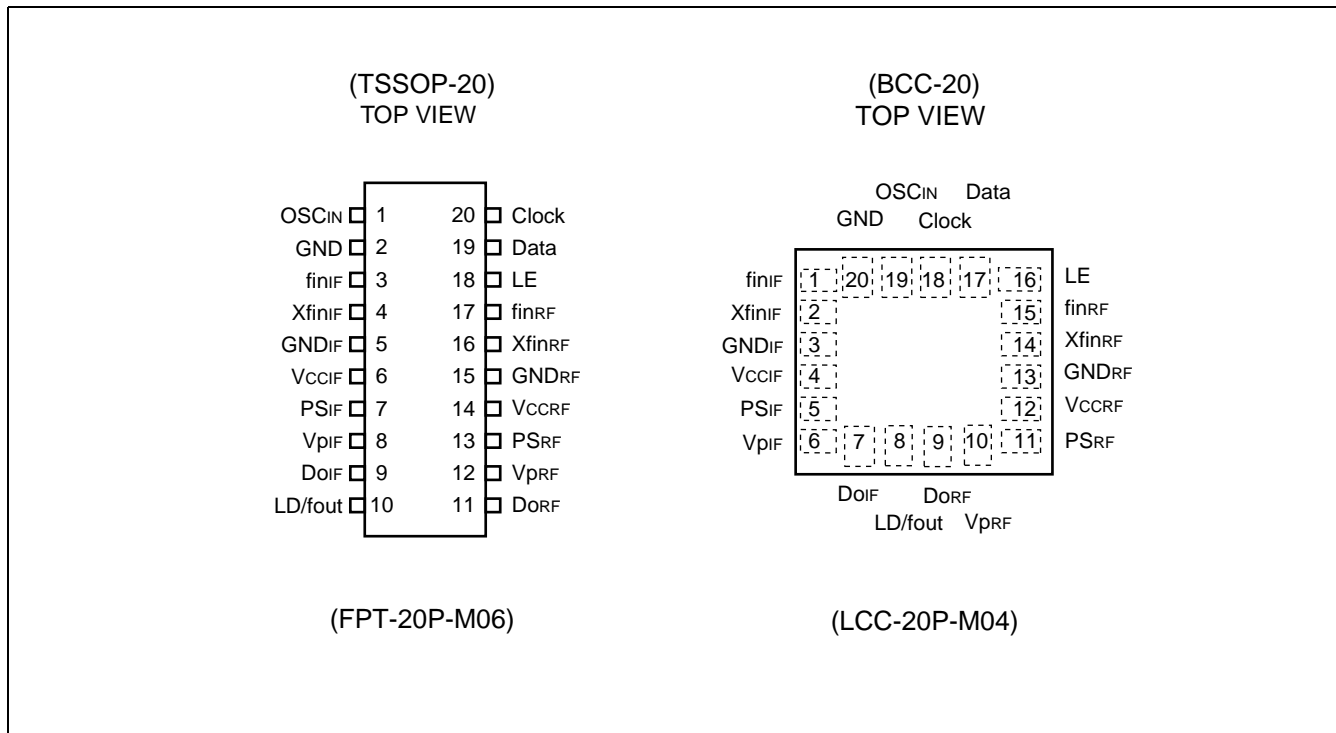 (TSSOP-20)
TOP VIEW
OSCIN 1 20 Clock
GND 2 19 Data
finIF 3 18 LE
XfinIF 4 17 finRF
GNDIF 5 16 XfinRF
VCCIF 6 15 GNDRF
PSIF 7 14 VCCRF
VpIF 8 13 PSRF
DoIF 9 12 VpRF
LD/fout 10 11 DoRF
(FPT-20P-M06)
(BCC-20)
TOP VIEW
OSCIN Data
GND Clock
finIF 1 20 19 18 17 16 LE
XfinIF 2 15 finRF
GNDIF 3 14 XfinRF
VCCIF 4 13 GNDRF
PSIF 5 12 VCCRF
VpIF 6 7 8 9 10 11 PSRF
DoIF DoRF
LD/fout VpRF
(LCC-20P-M04)